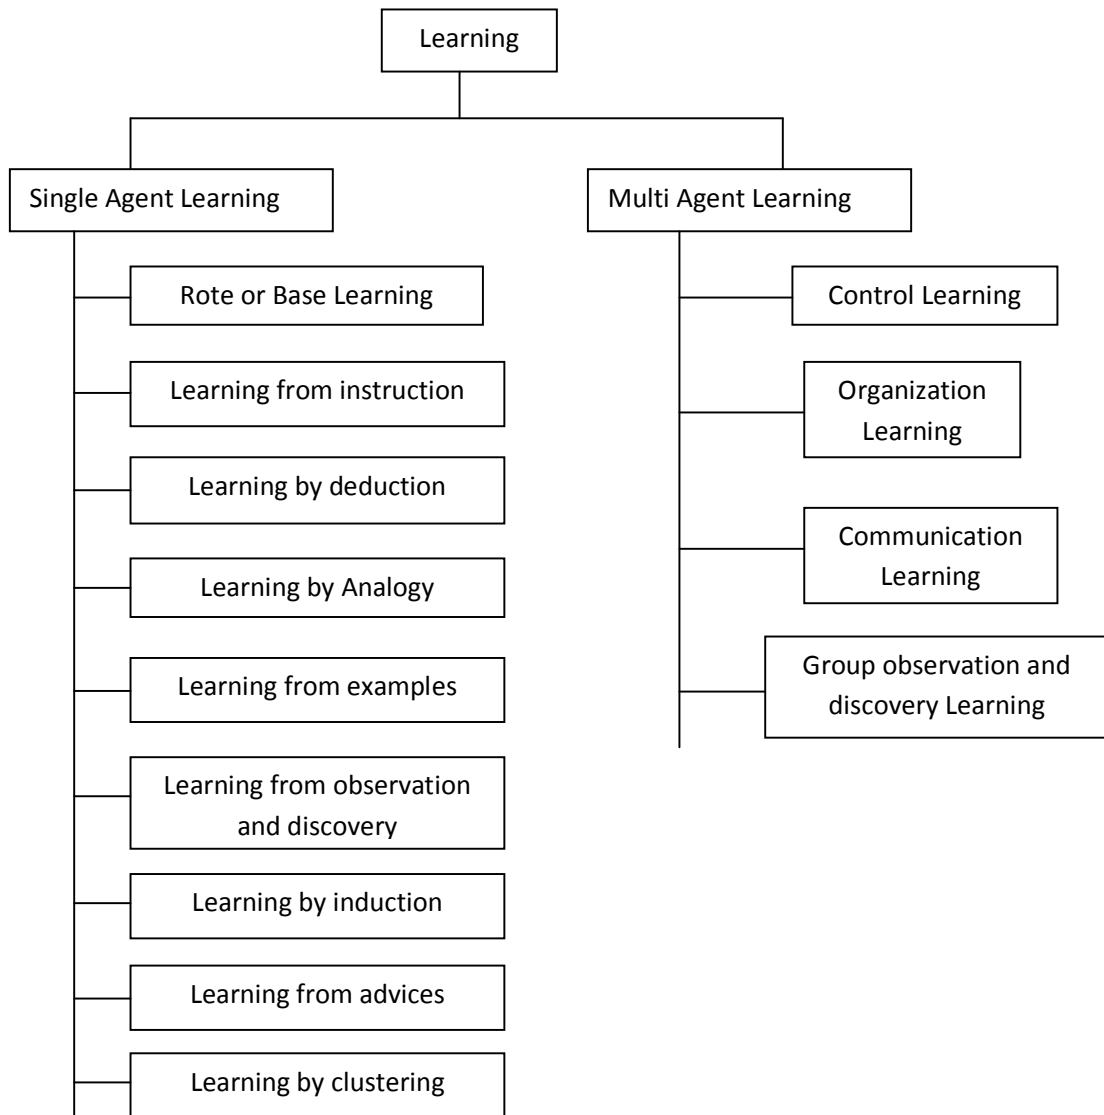 Learning
Single Agent Learning
Rote or Base Learning
Learning from instruction
Learning by deduction
Learning by Analogy
Learning from examples
Learning from observation
and discovery
Learning by induction
Learning from advices
Learning by clustering
Multi Agent Learning
Control Learning
Organization
Learning
Communication
Learning
Group observation and
discovery Learning